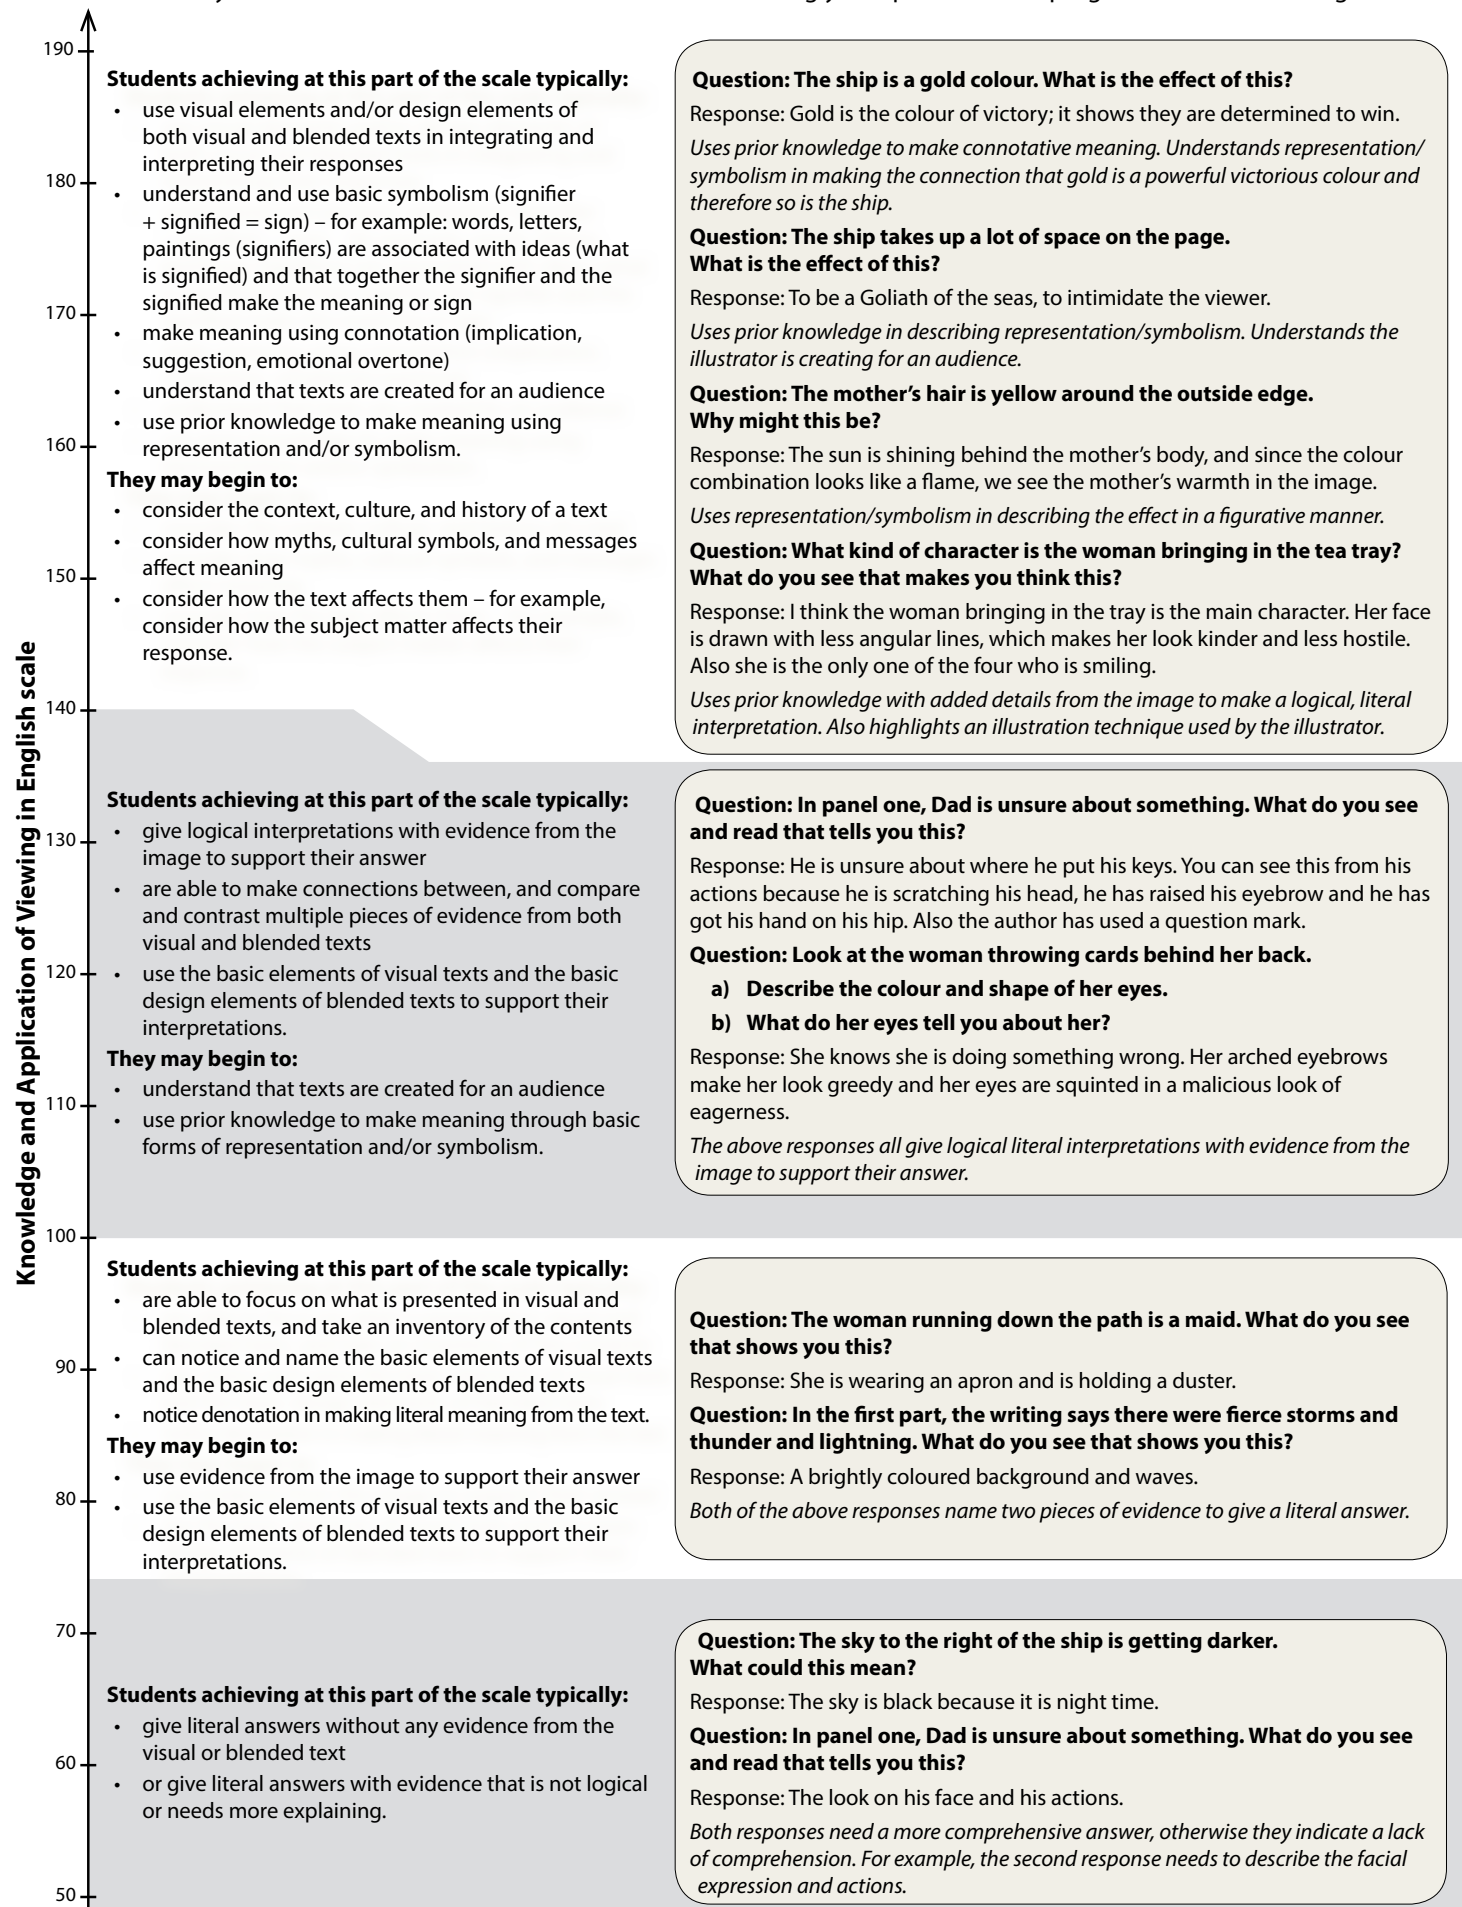 190
Students achieving at this part of the scale typically:
• use visual elements and/or design elements of
both visual and blended texts in integrating and
interpreting their responses
180
• understand and use basic symbolism (signifier
+ signified = sign) – for example: words, letters,
paintings (signifiers) are associated with ideas (what
is signified) and that together the signifier and the
signified make the meaning or sign
170
• make meaning using connotation (implication,
suggestion, emotional overtone)
• understand that texts are created for an audience
• use prior knowledge to make meaning using
representation and/or symbolism.
160
They may begin to:
• consider the context, culture, and history of a text
• consider how myths, cultural symbols, and messages
affect meaning
150
• consider how the text affects them – for example,
consider how the subject matter affects their
response.
Question: The ship is a gold colour. What is the effect of this?
Response: Gold is the colour of victory; it shows they are determined to win.
Uses prior knowledge to make connotative meaning. Understands representation/
symbolism in making the connection that gold is a powerful victorious colour and
therefore so is the ship.
Question: The ship takes up a lot of space on the page.
What is the effect of this?
Response: To be a Goliath of the seas, to intimidate the viewer.
Uses prior knowledge in describing representation/symbolism. Understands the
illustrator is creating for an audience.
Question: The mother's hair is yellow around the outside edge.
Why might this be?
Response: The sun is shining behind the mother's body, and since the colour
combination looks like a flame, we see the mother's warmth in the image.
Uses representation/symbolism in describing the effect in a figurative manner.
Question: What kind of character is the woman bringing in the tea tray?
What do you see that makes you think this?
Response: I think the woman bringing in the tray is the main character. Her face
is drawn with less angular lines, which makes her look kinder and less hostile.
Also she is the only one of the four who is smiling.
Uses prior knowledge with added details from the image to make a logical, literal
interpretation. Also highlights an illustration technique used by the illustrator.
Knowledge and Application of Viewing in English scale
140
Students achieving at this part of the scale typically:
130
• give logical interpretations with evidence from the
image to support their answer
• are able to make connections between, and compare
and contrast multiple pieces of evidence from both
visual and blended texts
120
• use the basic elements of visual texts and the basic
design elements of blended texts to support their
interpretations.
They may begin to:
110
• understand that texts are created for an audience
• use prior knowledge to make meaning through basic
forms of representation and/or symbolism.
Question: In panel one, Dad is unsure about something. What do you see
and read that tells you this?
Response: He is unsure about where he put his keys. You can see this from his
actions because he is scratching his head, he has raised his eyebrow and he has
got his hand on his hip. Also the author has used a question mark.
Question: Look at the woman throwing cards behind her back.
a) Describe the colour and shape of her eyes.
b) What do her eyes tell you about her?
Response: She knows she is doing something wrong. Her arched eyebrows
make her look greedy and her eyes are squinted in a malicious look of
eagerness.
The above responses all give logical literal interpretations with evidence from the
image to support their answer.
100
Students achieving at this part of the scale typically:
• are able to focus on what is presented in visual and
blended texts, and take an inventory of the contents
90
• can notice and name the basic elements of visual texts
and the basic design elements of blended texts
• notice denotation in making literal meaning from the text.
They may begin to:
• use evidence from the image to support their answer
80
• use the basic elements of visual texts and the basic
design elements of blended texts to support their
interpretations.
Question: The woman running down the path is a maid. What do you see
that shows you this?
Response: She is wearing an apron and is holding a duster.
Question: In the first part, the writing says there were fierce storms and
thunder and lightning. What do you see that shows you this?
Response: A brightly coloured background and waves.
Both of the above responses name two pieces of evidence to give a literal answer.
70
Students achieving at this part of the scale typically:
• give literal answers without any evidence from the
visual or blended text
60
• or give literal answers with evidence that is not logical
or needs more explaining.
50
Question: The sky to the right of the ship is getting darker.
What could this mean?
Response: The sky is black because it is night time.
Question: In panel one, Dad is unsure about something. What do you see
and read that tells you this?
Response: The look on his face and his actions.
Both responses need a more comprehensive answer, otherwise they indicate a lack
of comprehension. For example, the second response needs to describe the facial
expression and actions.